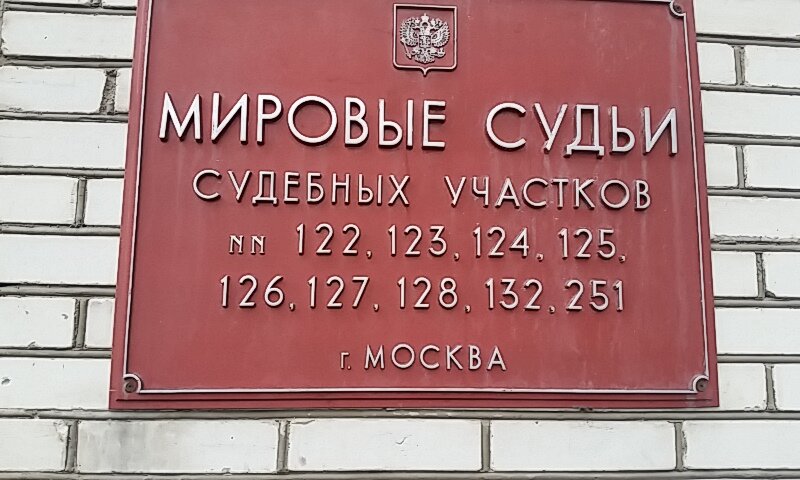 МИРОВЫЕ СУДЬИ
СУДЕБНЫХ УЧАСТКОВ
NN 122, 123, 124, 125,
126, 127, 128, 132, 251
г. МОСКВА